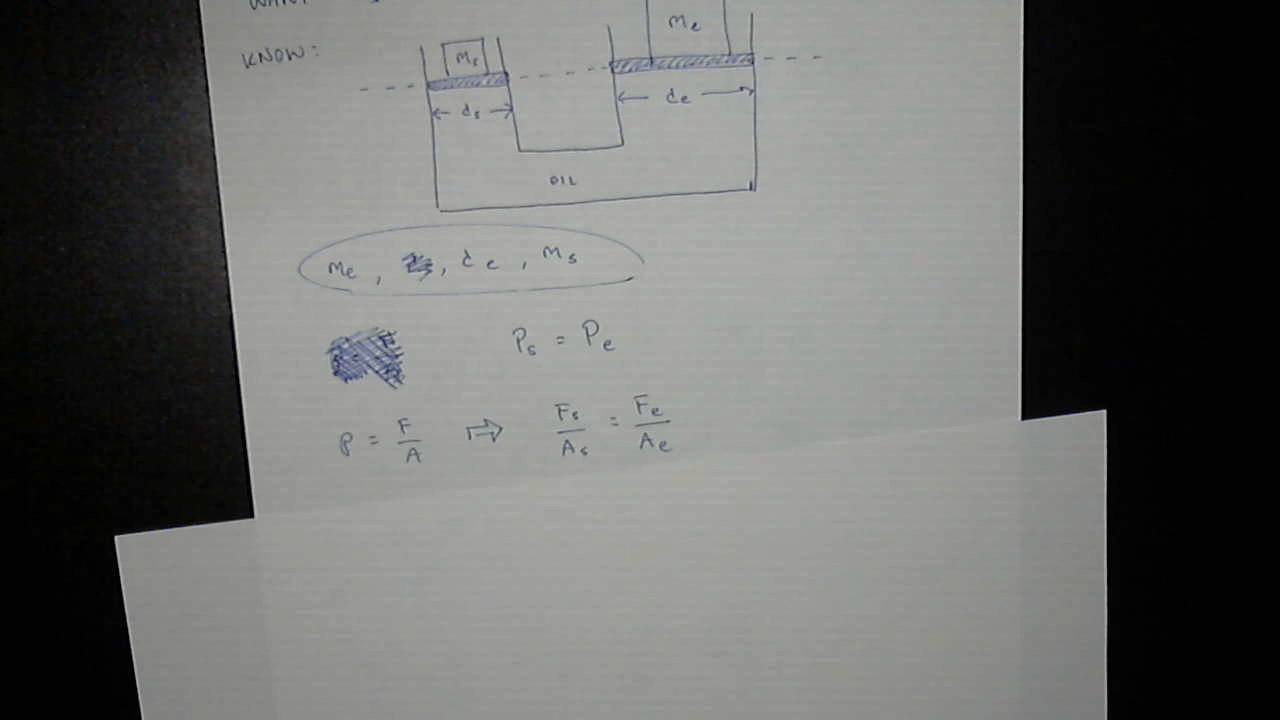 KNOW:
Ms
Me
← ds →
← de →
OIL
me , , de , ms
Ps = Pe
P = F/A ⇒ Fs/As = Fe/Ae